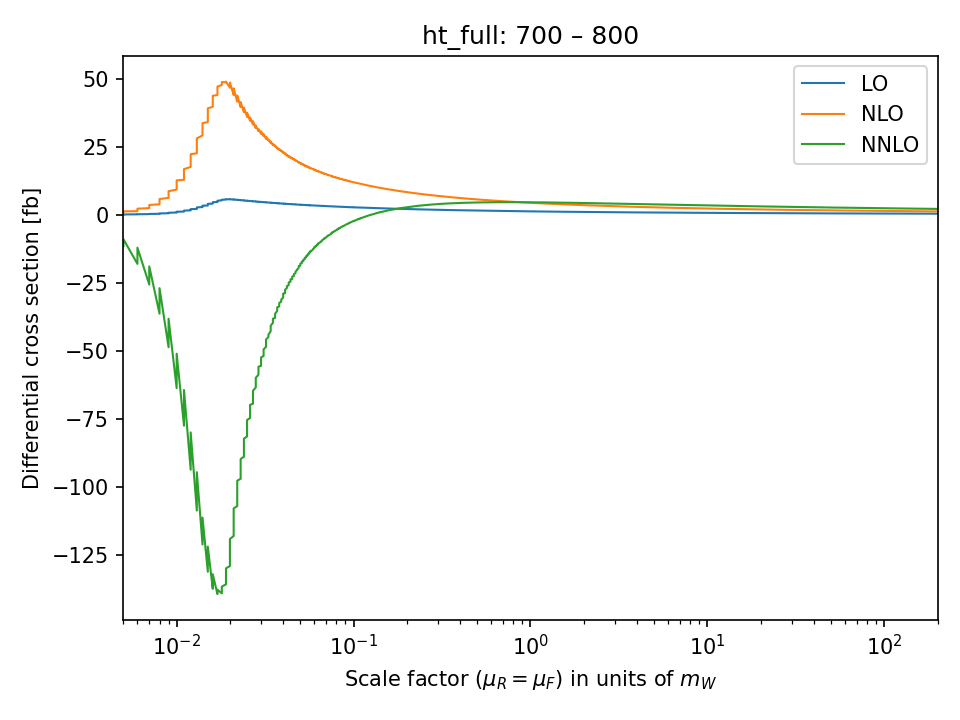 ht_full: 700 – 800
LO
NLO
NNLO
Differential cross section [fb]
50
25
0
−25
−50
−75
−100
−125
10⁻² 10⁻¹ 10⁰ 10¹ 10²
Scale factor (μ_R = μ_F) in units of m_W